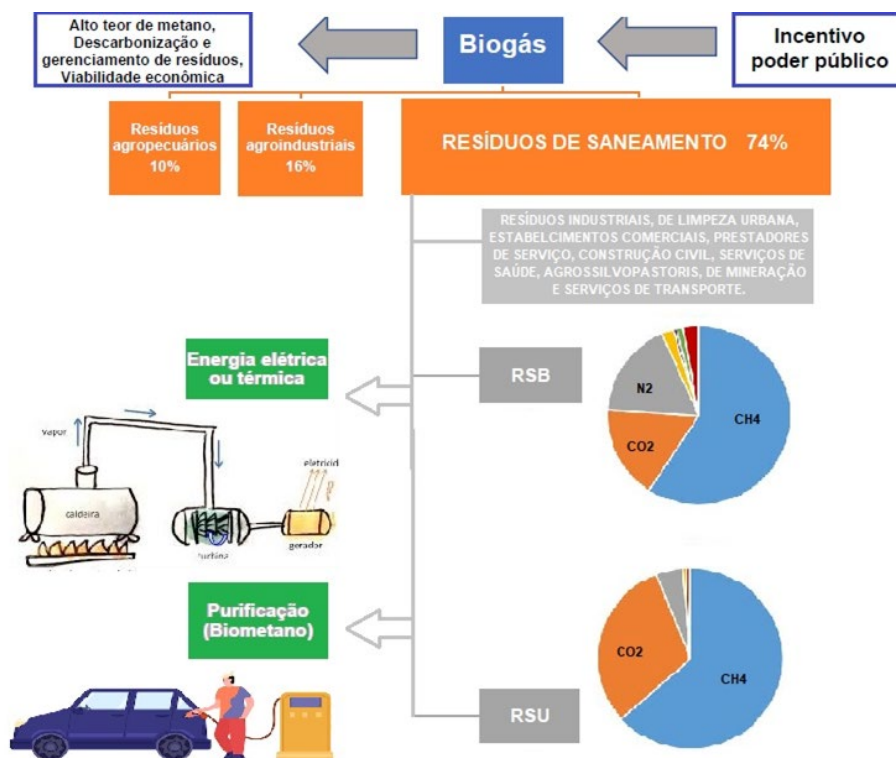 Alto teor de metano,
Descarbonização e
gerenciamento de resíduos,
Viabilidade econômica
Biogás
Incentivo
poder público
Resíduos
agropecuários
10%
Resíduos
agroindustriais
16%
RESÍDUOS DE SANEAMENTO 74%
RESÍDUOS INDUSTRIAIS, DE LIMPEZA URBANA,
ESTABELCIMENTOS COMERCIAIS, PRESTADORES
DE SERVIÇO, CONSTRUÇÃO CIVIL, SERVIÇOS DE
SAÚDE, AGROSSILVOPASTORIS, DE MINERAÇÃO
E SERVIÇOS DE TRANSPORTE.
Energia elétrica
ou térmica
RSB
N2
CH4
CO2
vapor
caldeira
turbina
eletricid
gerador
Purificação
(Biometano)
CO2
CH4
RSU